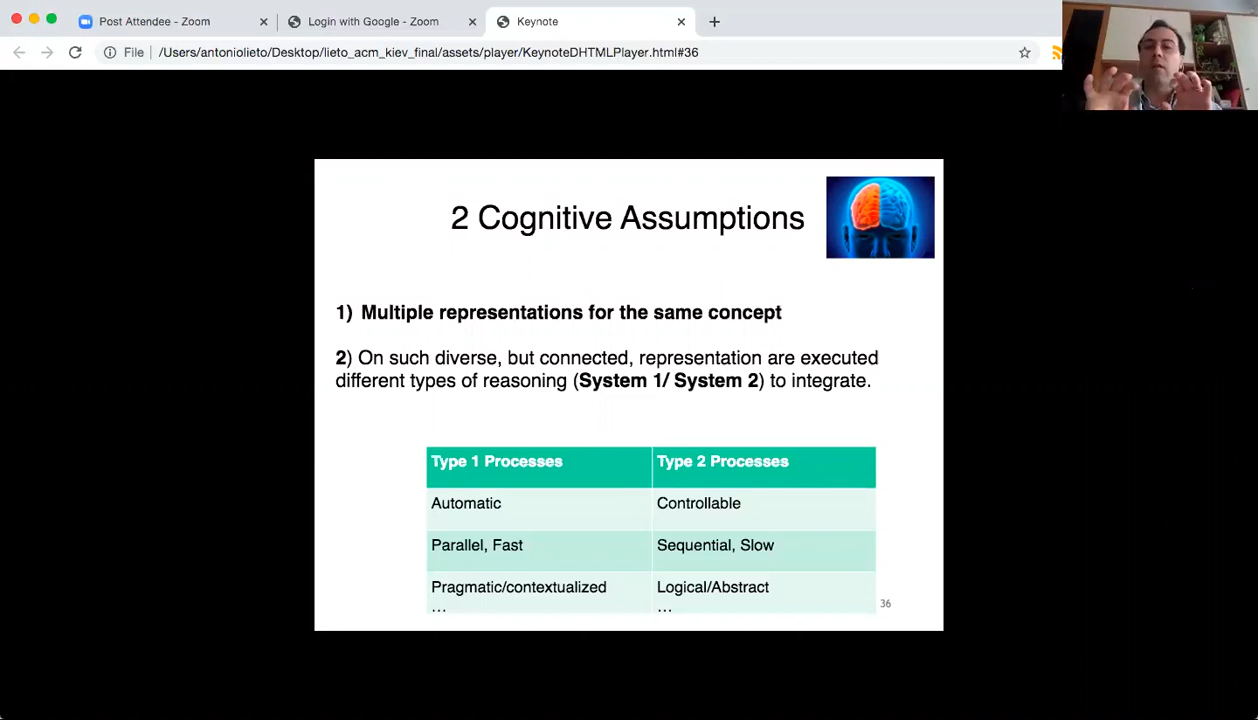 Post Attendee - Zoom
Login with Google - Zoom
Keynote
File
/Users/antoniolieto/Desktop/lieto_acm_kiev_final/assets/player/KeynoteDHTMLPlayer.html#36
2 Cognitive Assumptions
1) Multiple representations for the same concept
2) On such diverse, but connected, representation are executed
different types of reasoning (System 1/ System 2) to integrate.
Type 1 Processes
Type 2 Processes
Automatic
Controllable
Parallel, Fast
Sequential, Slow
Pragmatic/contextualized
Logical/Abstract
…
…
36